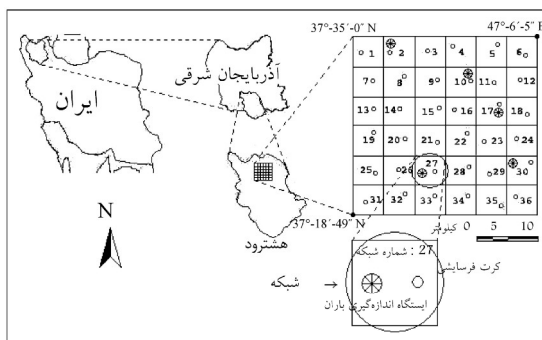 37°-35´-0˝ N
47°-6´-5˝ E
آذربایجان شرقی
ایران
1 2 3 4 5 6
7 8 9 10 11 12
13 14 15 16 17 18
19 20 21 22 23 24
25 26 27 28 29 30
31 32 33 34 35 36
N
هشترود
37°-18´-49˝ N
کیلومتر 0 5 10
شماره شبکه : 27
کرت فرسایشی
شبکه →
ایستگاه اندازه‌گیری باران